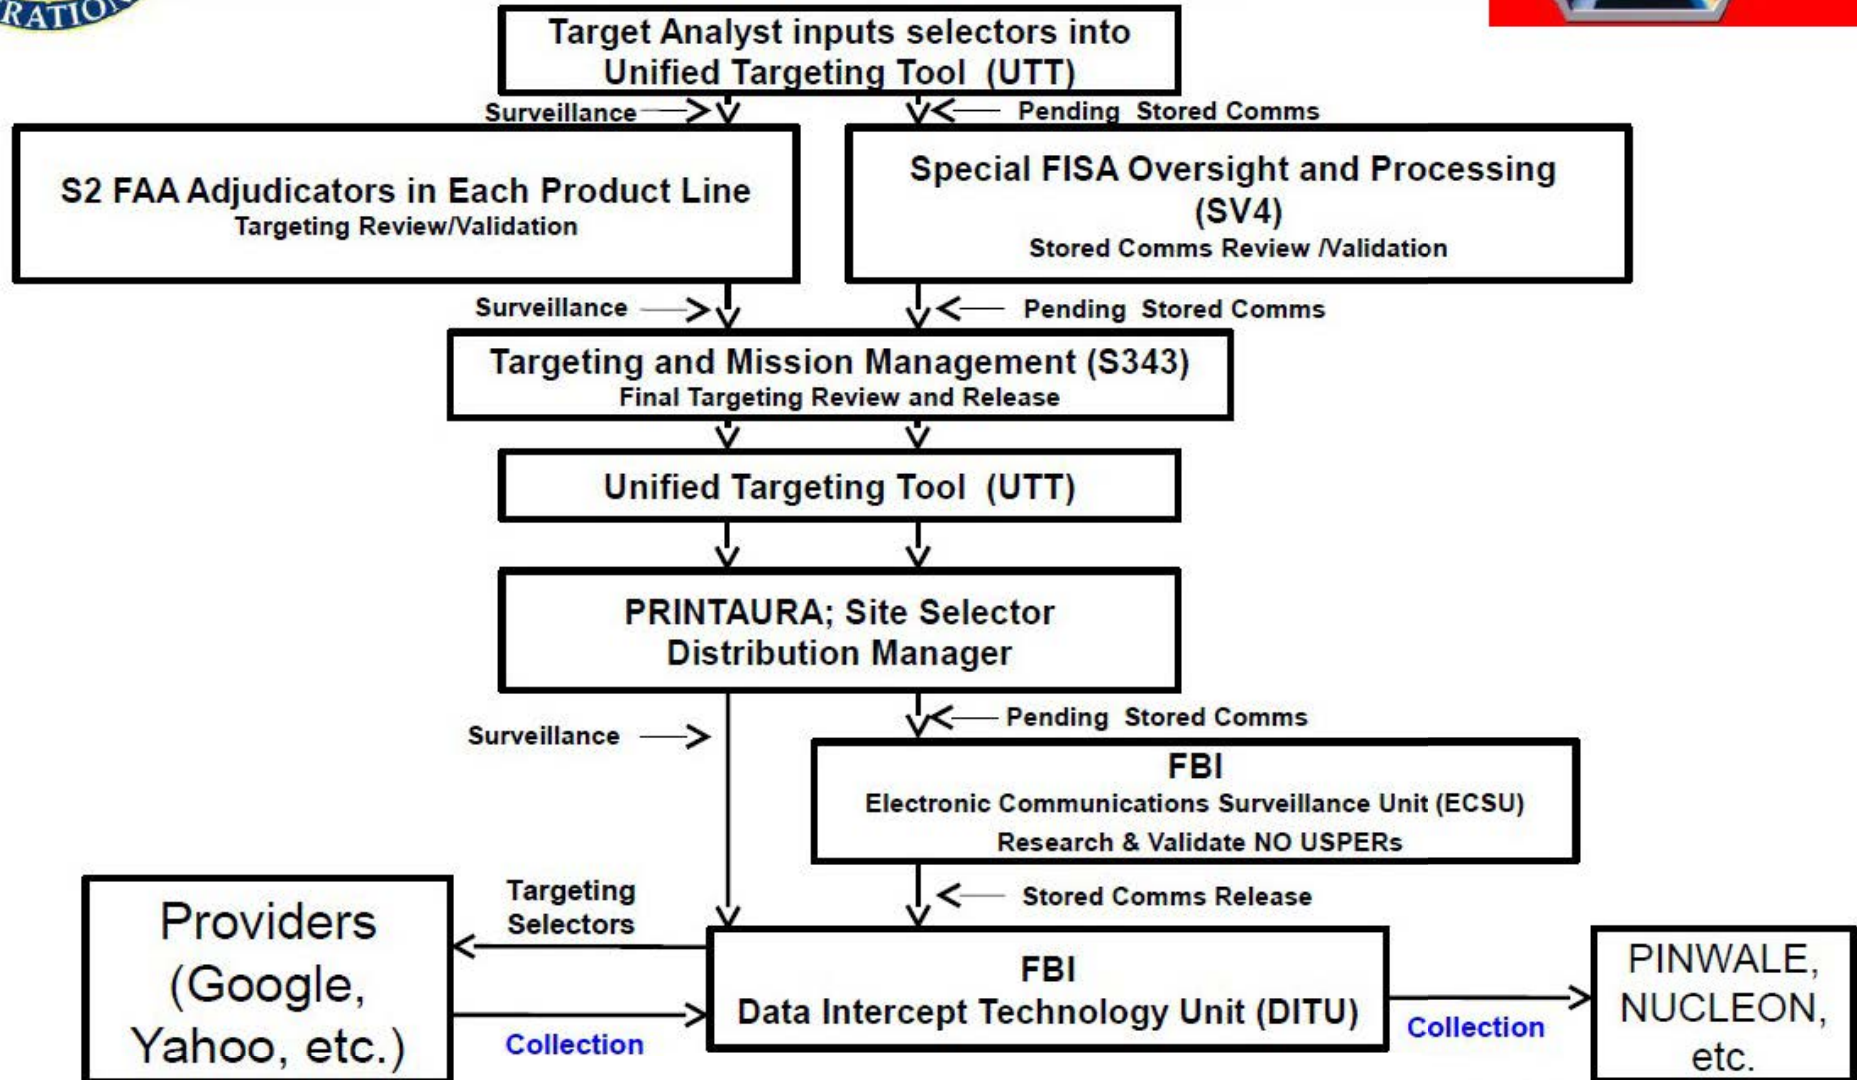 RATION
Target Analyst inputs selectors into
Unified Targeting Tool (UTT)
Surveillance
Pending Stored Comms
S2 FAA Adjudicators in Each Product Line
Targeting Review/Validation
Special FISA Oversight and Processing
(SV4)
Stored Comms Review /Validation
Surveillance
Pending Stored Comms
Targeting and Mission Management (S343)
Final Targeting Review and Release
Unified Targeting Tool (UTT)
PRINTAURA; Site Selector
Distribution Manager
Surveillance
Pending Stored Comms
FBI
Electronic Communications Surveillance Unit (ECSU)
Research & Validate NO USPERs
Stored Comms Release
Targeting
Selectors
Providers
(Google,
Yahoo, etc.)
Collection
FBI
Data Intercept Technology Unit (DITU)
Collection
PINWALE,
NUCLEON,
etc.